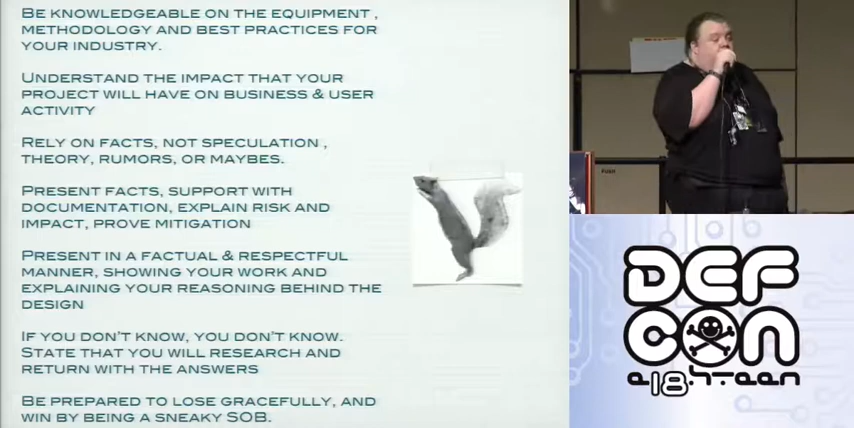 BE KNOWLEDGEABLE ON THE EQUIPMENT ,
METHODOLOGY AND BEST PRACTICES FOR
YOUR INDUSTRY.
UNDERSTAND THE IMPACT THAT YOUR
PROJECT WILL HAVE ON BUSINESS & USER
ACTIVITY
RELY ON FACTS, NOT SPECULATION ,
THEORY, RUMORS, OR MAYBES.
PRESENT FACTS, SUPPORT WITH
DOCUMENTATION, EXPLAIN RISK AND
IMPACT, PROVE MITIGATION
PRESENT IN A FACTUAL & RESPECTFUL
MANNER, SHOWING YOUR WORK AND
EXPLAINING YOUR REASONING BEHIND THE
DESIGN
IF YOU DON'T KNOW, YOU DON'T KNOW.
STATE THAT YOU WILL RESEARCH AND
RETURN WITH THE ANSWERS
BE PREPARED TO LOSE GRACEFULLY, AND
WIN BY BEING A SNEAKY SOB.
PUSH
DEF
CON
e18h.teen